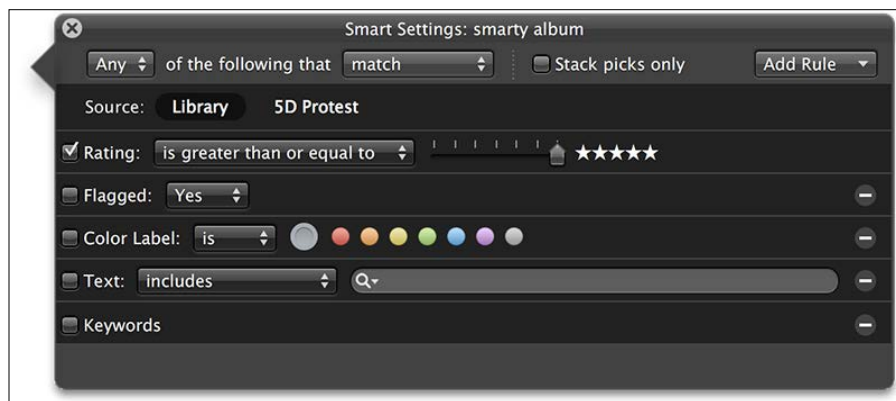 Smart Settings: smarty album
Any of the following that match Stack picks only Add Rule
Source: Library 5D Protest
Rating: is greater than or equal to ★★★★★
Flagged: Yes
Color Label: is
Text: includes
Keywords